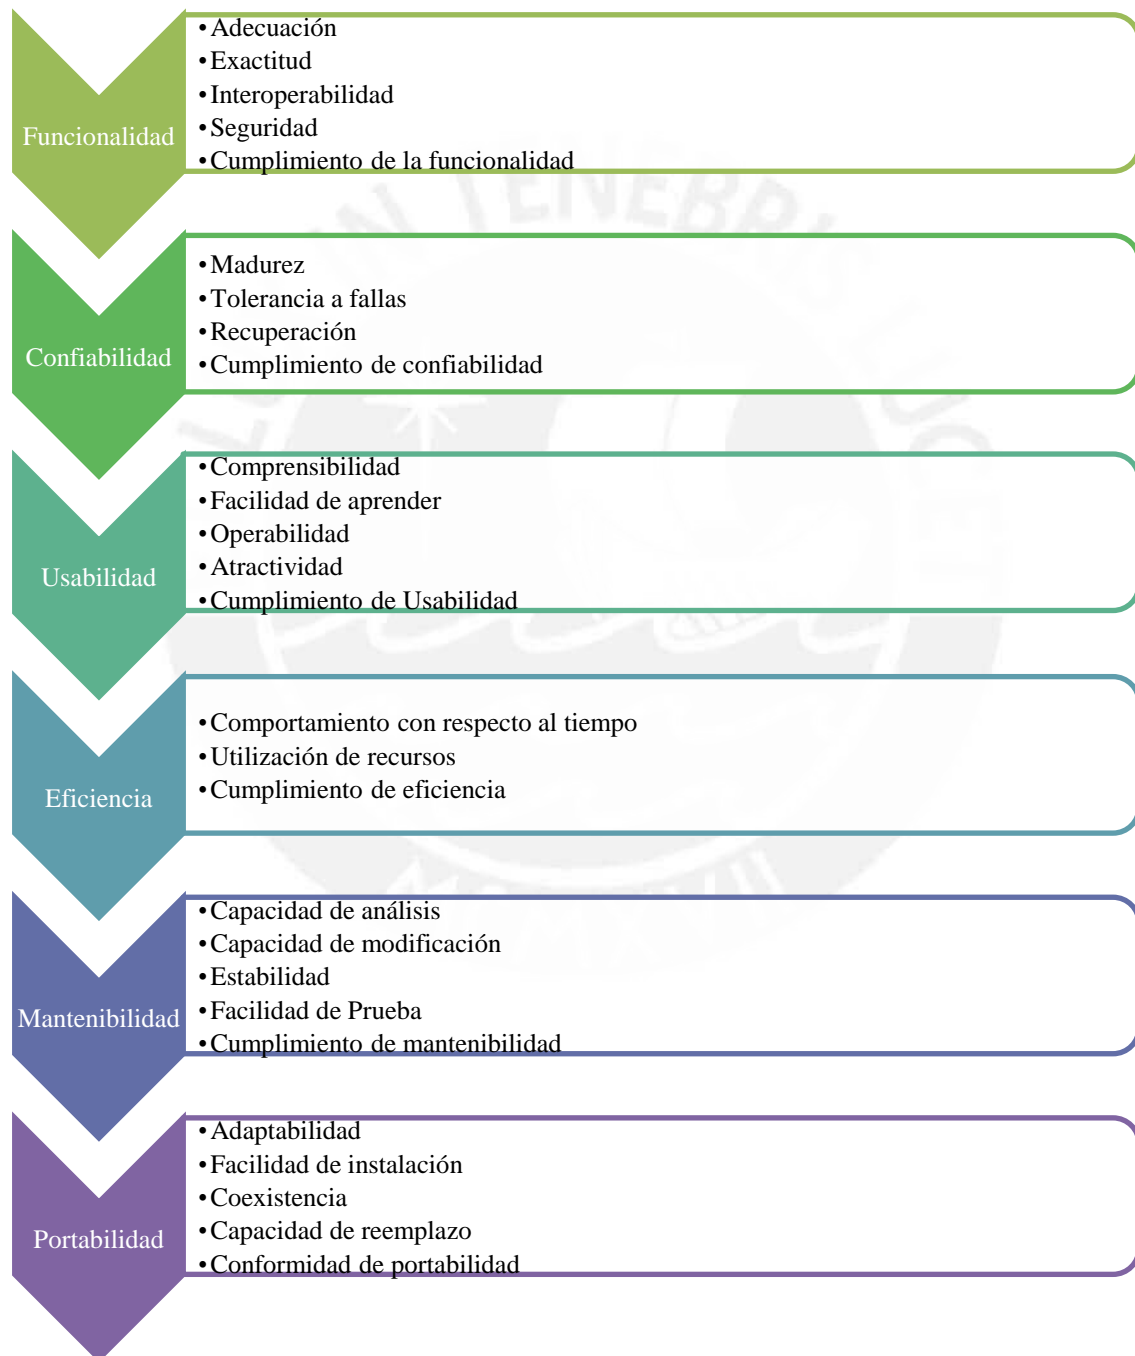 Funcionalidad
•Adecuación
•Exactitud
•Interoperabilidad
•Seguridad
•Cumplimiento de la funcionalidad
Confiabilidad
•Madurez
•Tolerancia a fallas
•Recuperación
•Cumplimiento de confiabilidad
Usabilidad
•Comprensibilidad
•Facilidad de aprender
•Operabilidad
•Atractividad
•Cumplimiento de Usabilidad
Eficiencia
•Comportamiento con respecto al tiempo
•Utilización de recursos
•Cumplimiento de eficiencia
Mantenibilidad
•Capacidad de análisis
•Capacidad de modificación
•Estabilidad
•Facilidad de Prueba
•Cumplimiento de mantenibilidad
Portabilidad
•Adaptabilidad
•Facilidad de instalación
•Coexistencia
•Capacidad de reemplazo
•Conformidad de portabilidad
IN TENEBRIS LUCET